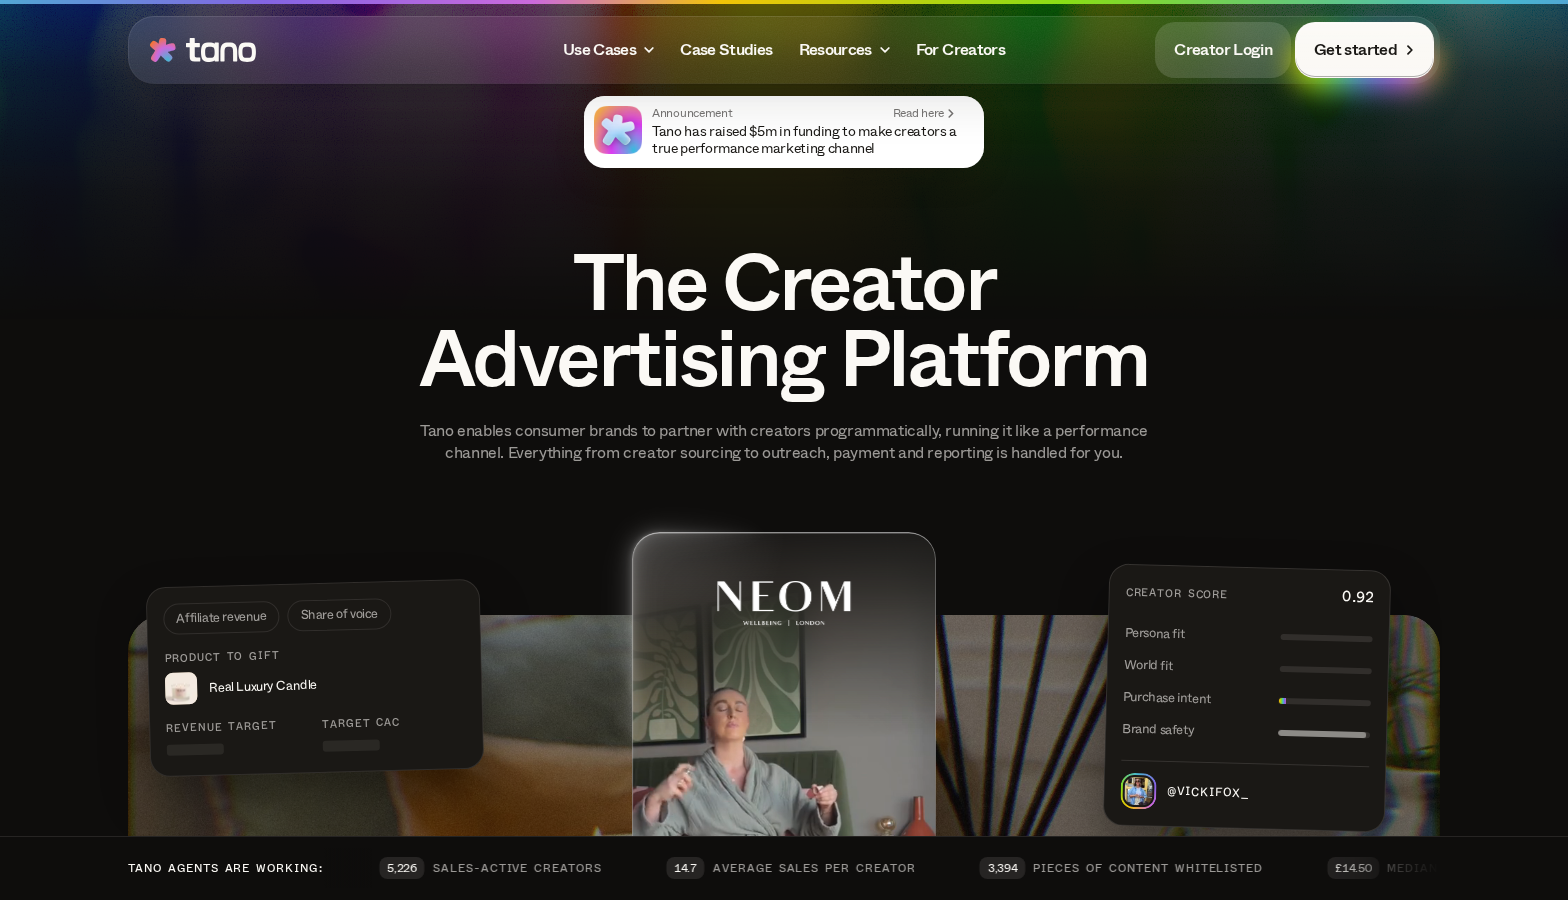 tano
Use Cases
Case Studies
Resources
For Creators
Creator Login
Get started
Announcement
Read here
Tano has raised $5m in funding to make creators a
true performance marketing channel
The Creator
Advertising Platform
Tano enables consumer brands to partner with creators programmatically, running it like a performance
channel. Everything from creator sourcing to outreach, payment and reporting is handled for you.
Affiliate revenue
Share of voice
PRODUCT TO GIFT
Real Luxury Candle
REVENUE TARGET
TARGET CAC
NEOM
WELLBEING | LONDON
CREATOR SCORE
0.92
Persona fit
World fit
Purchase intent
Brand safety
@VICKIFOX_
TANO AGENTS ARE WORKING:
5,226 SALES-ACTIVE CREATORS
14.7 AVERAGE SALES PER CREATOR
3,394 PIECES OF CONTENT WHITELISTED
£14.50 MEDIAN